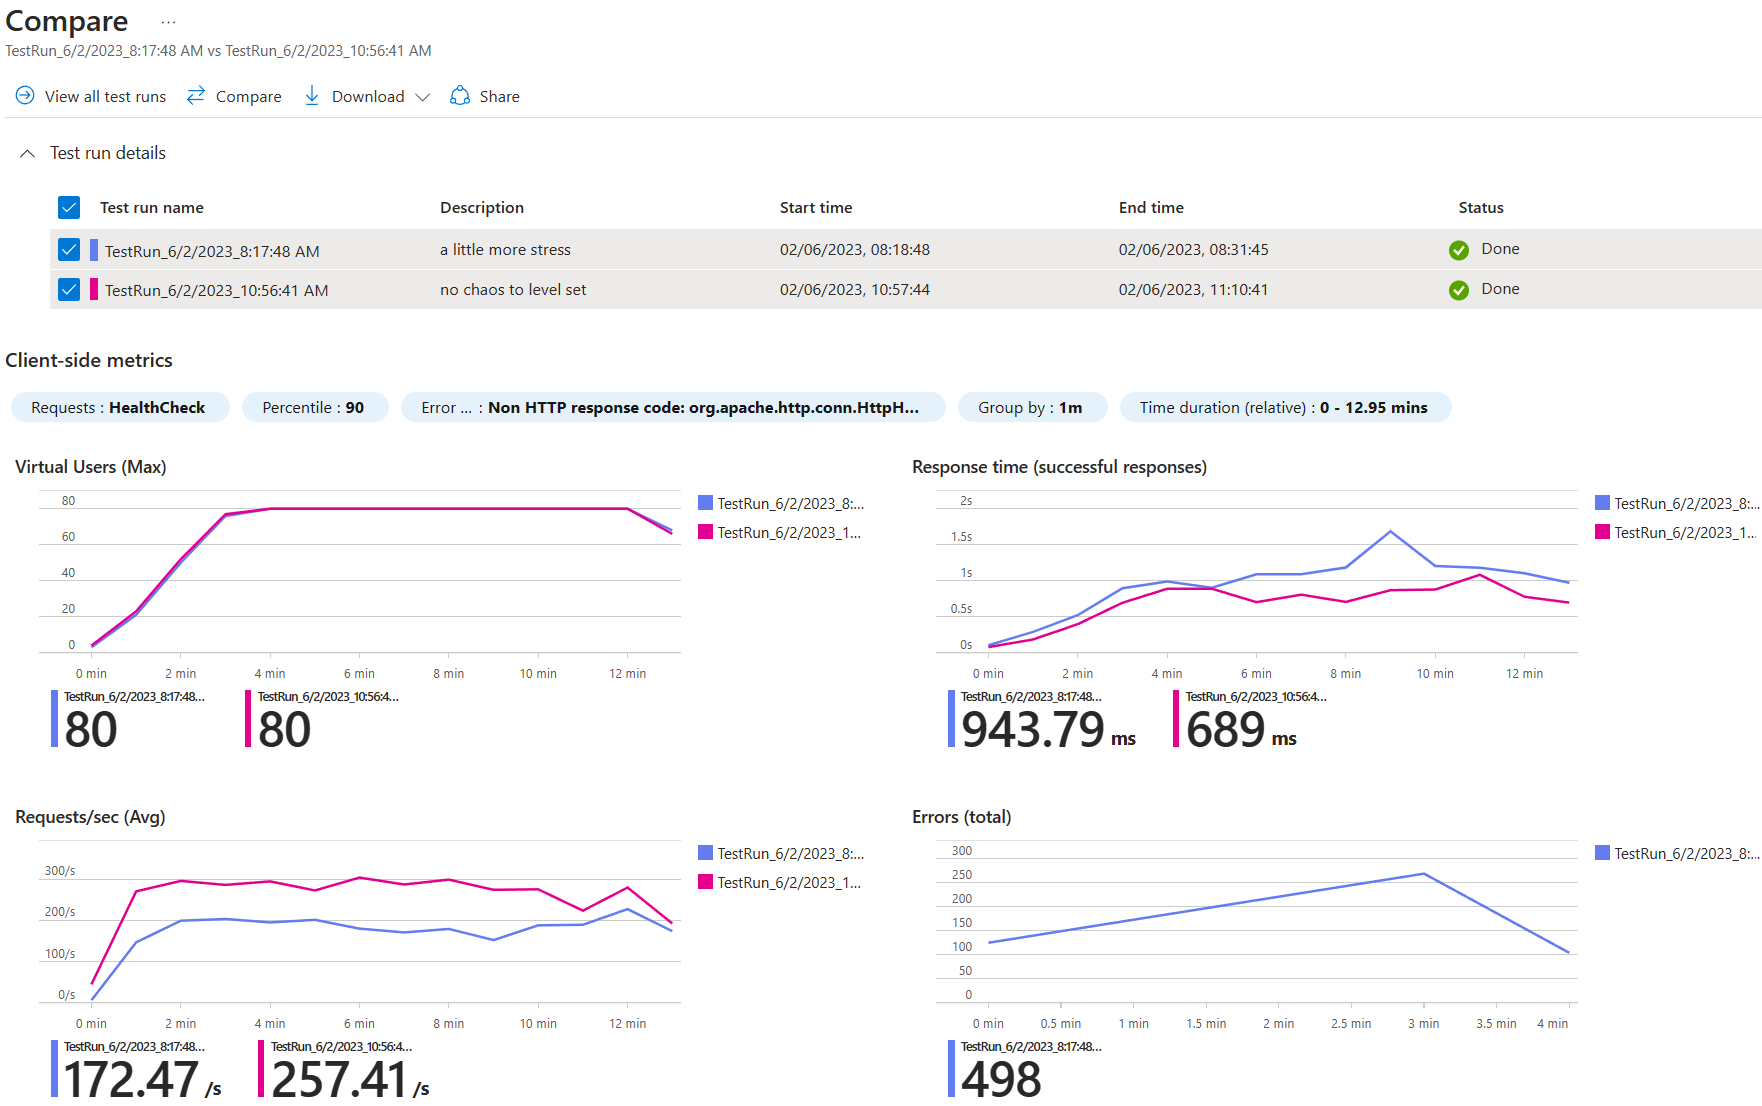 Compare ...
TestRun_6/2/2023_8:17:48 AM vs TestRun_6/2/2023_10:56:41 AM
View all test runs Compare Download Share
Test run details
Test run name Description Start time End time Status
TestRun_6/2/2023_8:17:48 AM a little more stress 02/06/2023, 08:18:48 02/06/2023, 08:31:45 Done
TestRun_6/2/2023_10:56:41 AM no chaos to level set 02/06/2023, 10:57:44 02/06/2023, 11:10:41 Done
Client-side metrics
Requests : HealthCheck Percentile : 90 Error ... : Non HTTP response code: org.apache.http.conn.HttpH... Group by : 1m Time duration (relative) : 0 - 12.95 mins
Virtual Users (Max)
80
60
40
20
0
0 min 2 min 4 min 6 min 8 min 10 min 12 min
TestRun_6/2/2023_8:...
TestRun_6/2/2023_1...
TestRun_6/2/2023_8:17:48... TestRun_6/2/2023_10:56:4...
80 80
Response time (successful responses)
2s
1.5s
1s
0.5s
0s
0 min 2 min 4 min 6 min 8 min 10 min 12 min
TestRun_6/2/2023_8:...
TestRun_6/2/2023_1...
TestRun_6/2/2023_8:17:48... TestRun_6/2/2023_10:56:4...
943.79 ms 689 ms
Requests/sec (Avg)
300/s
200/s
100/s
0/s
0 min 2 min 4 min 6 min 8 min 10 min 12 min
TestRun_6/2/2023_8:...
TestRun_6/2/2023_1...
TestRun_6/2/2023_8:17:48... TestRun_6/2/2023_10:56:4...
172.47 /s 257.41 /s
Errors (total)
300
250
200
150
100
50
0
0 min 0.5 min 1 min 1.5 min 2 min 2.5 min 3 min 3.5 min 4 min
TestRun_6/2/2023_8:...
TestRun_6/2/2023_8:17:48...
498